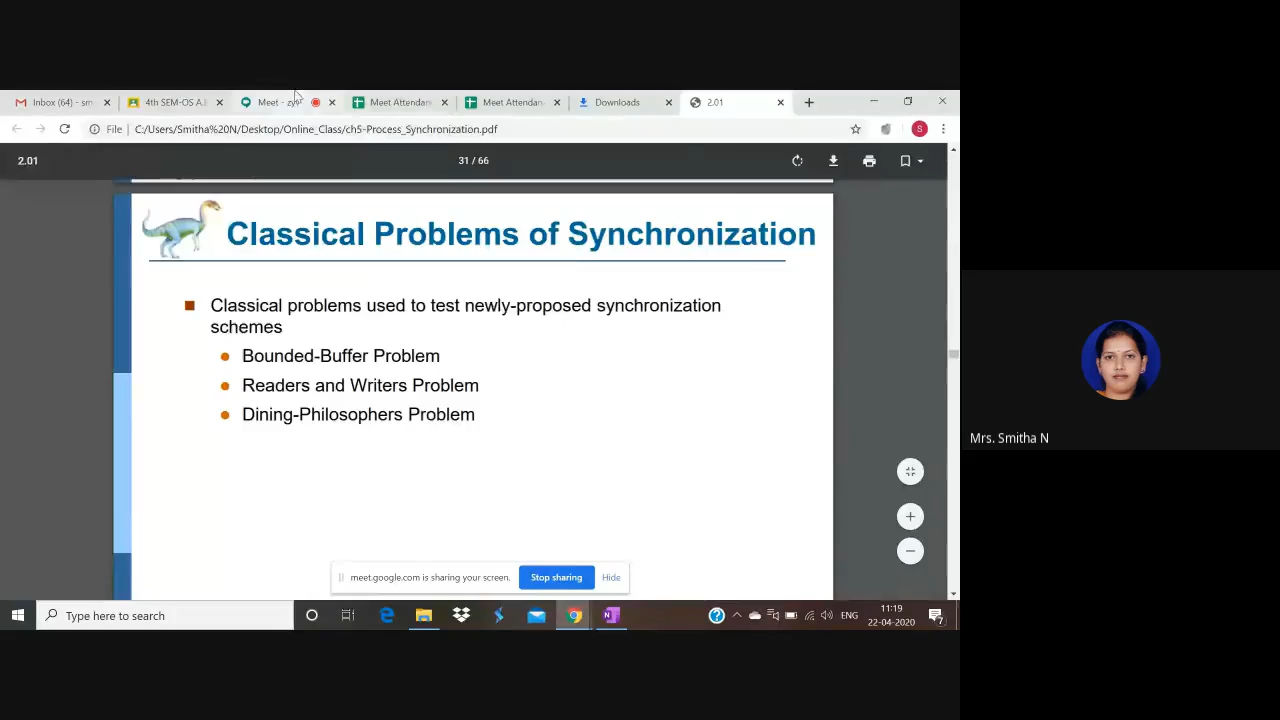 Inbox (64) - sm
4th SEM-OS A.I
Meet - zy
Meet Attendan
Meet Attendan
Downloads
2.01
File
C:/Users/Smitha%20N/Desktop/Online_Class/ch5-Process_Synchronization.pdf
S
2.01
31 / 66
Classical Problems of Synchronization
Classical problems used to test newly-proposed synchronization
schemes
Bounded-Buffer Problem
Readers and Writers Problem
Dining-Philosophers Problem
Mrs. Smitha N
meet.google.com is sharing your screen.
Stop sharing
Hide
Type here to search
ENG
11:19
22-04-2020
7